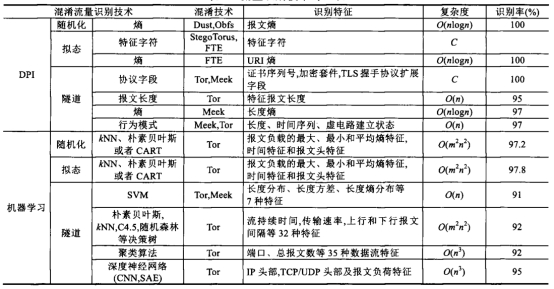 混淆流量识别技术 混淆技术 识别特征 复杂度 识别率(%)
DPI
随机化 熵 Dust,Obfs 报文熵 O(nlogn) 100
拟态 特征字符 StegoTorus, FTE 特征字符 C
熵 FTE URI 熵 O(nlogn) 100
隧道 协议字段 Tor,Meek 证书序列号,加密套件,TLS 握手协议扩展字段 C 100
报文长度 Tor 特征报文长度 O(n) 95
熵 Meek 长度熵 O(nlogn) 97
行为模式 Meek,Tor 长度、时间序列、虚电路建立状态 O(n) 97
机器学习
随机化 kNN、朴素贝叶斯或者 CART Tor 报文负载的最大、最小和平均熵特征,时间特征和报文头特征 O(m²n²) 97.2
拟态 kNN、朴素贝叶斯或者 CART Tor 报文负载的最大、最小和平均熵特征,时间特征和报文头特征 O(m²n²) 97.8
隧道 SVM Tor,Meek 长度分布、长度方差、长度熵分布等 7 种特征 O(n) 91
朴素贝叶斯, kNN,C4.5,随机森林等决策树 Tor 流持续时间,传输速率,上行和下行报文间隔等 32 种特征 O(m²n²) 92
聚类算法 Tor 端口、总报文数等 35 种数据流特征 O(n³) 92
深度神经网络(CNN,SAE) Tor IP 头部,TCP/UDP 头部及报文负荷特征 O(n³) 95